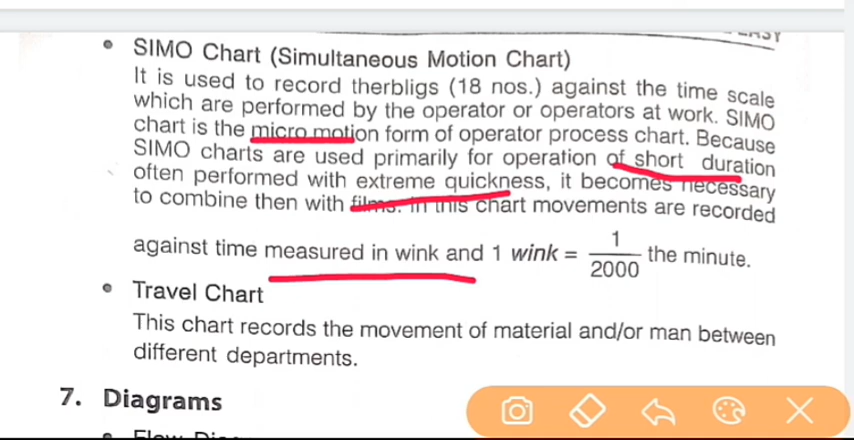 EASY
• SIMO Chart (Simultaneous Motion Chart)
It is used to record therbligs (18 nos.) against the time scale
which are performed by the operator or operators at work. SIMO
chart is the micro motion form of operator process chart. Because
SIMO charts are used primarily for operation of short duration
often performed with extreme quickness, it becomes necessary
to combine then with films. In this chart movements are recorded
against time measured in wink and 1 wink = 1/2000 the minute.
• Travel Chart
This chart records the movement of material and/or man between
different departments.
7. Diagrams
• Flow